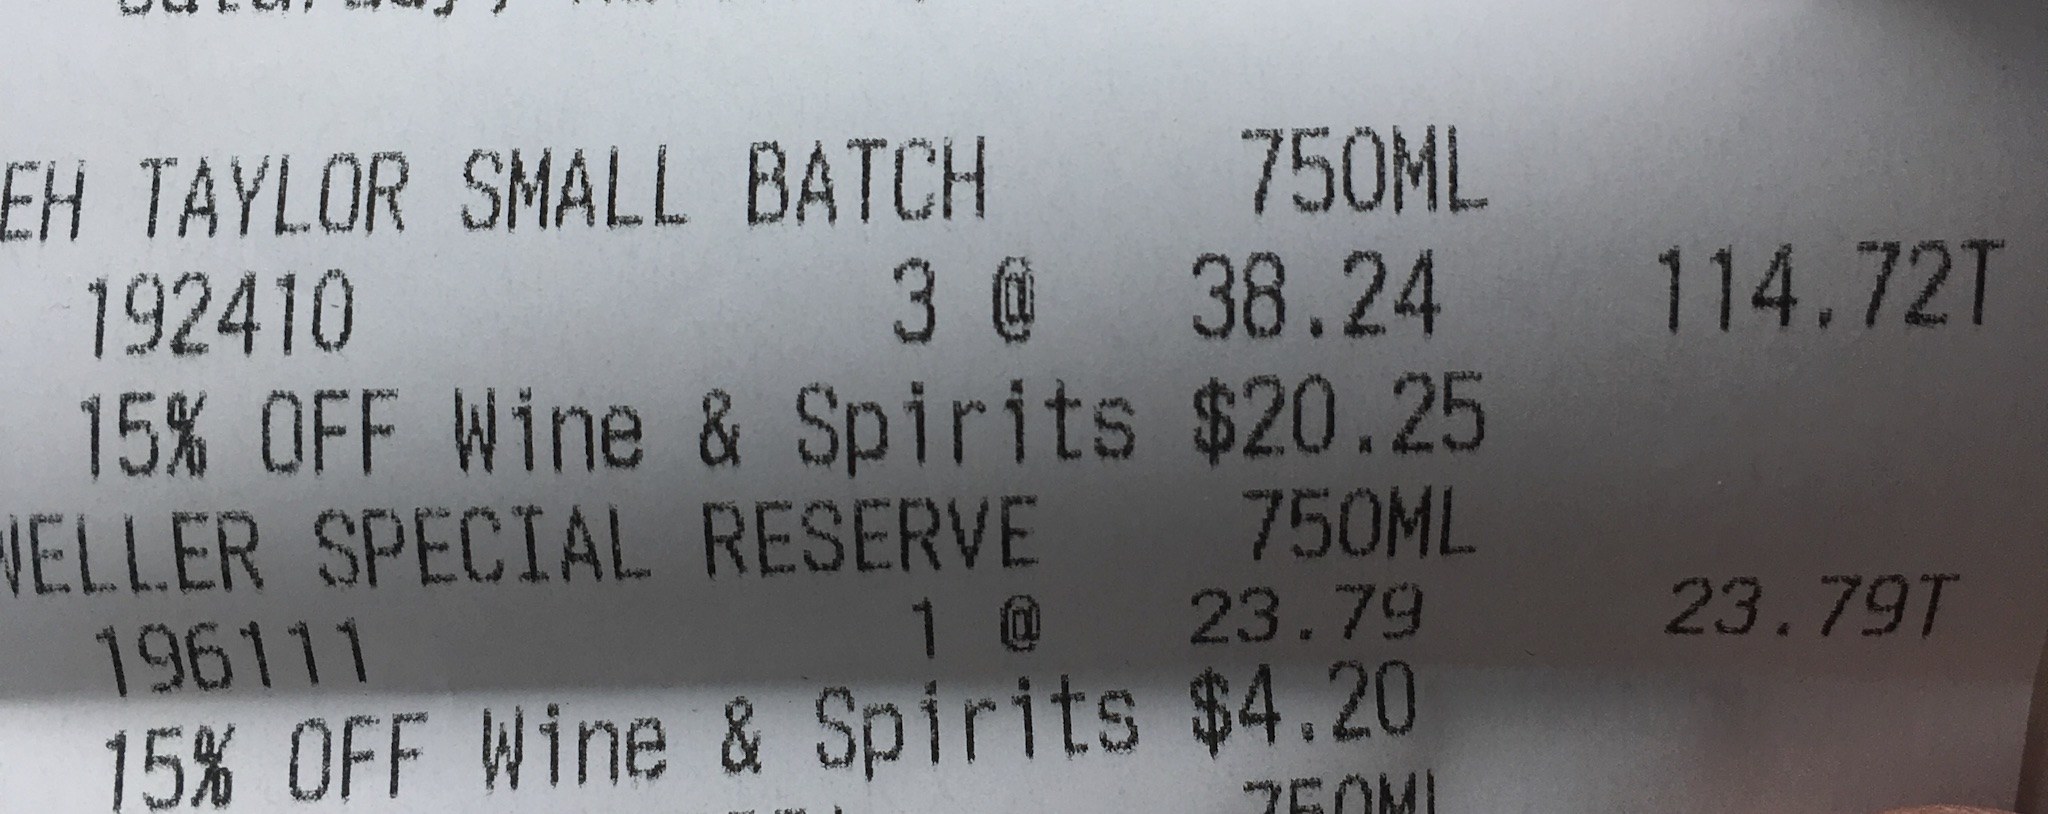 EH TAYLOR SMALL BATCH 750ML
192410 3 @ 38.24 114.72T
15% OFF Wine & Spirits $20.25
WELLER SPECIAL RESERVE 750ML
196111 1 @ 23.79 23.79T
15% OFF Wine & Spirits $4.20
750ML